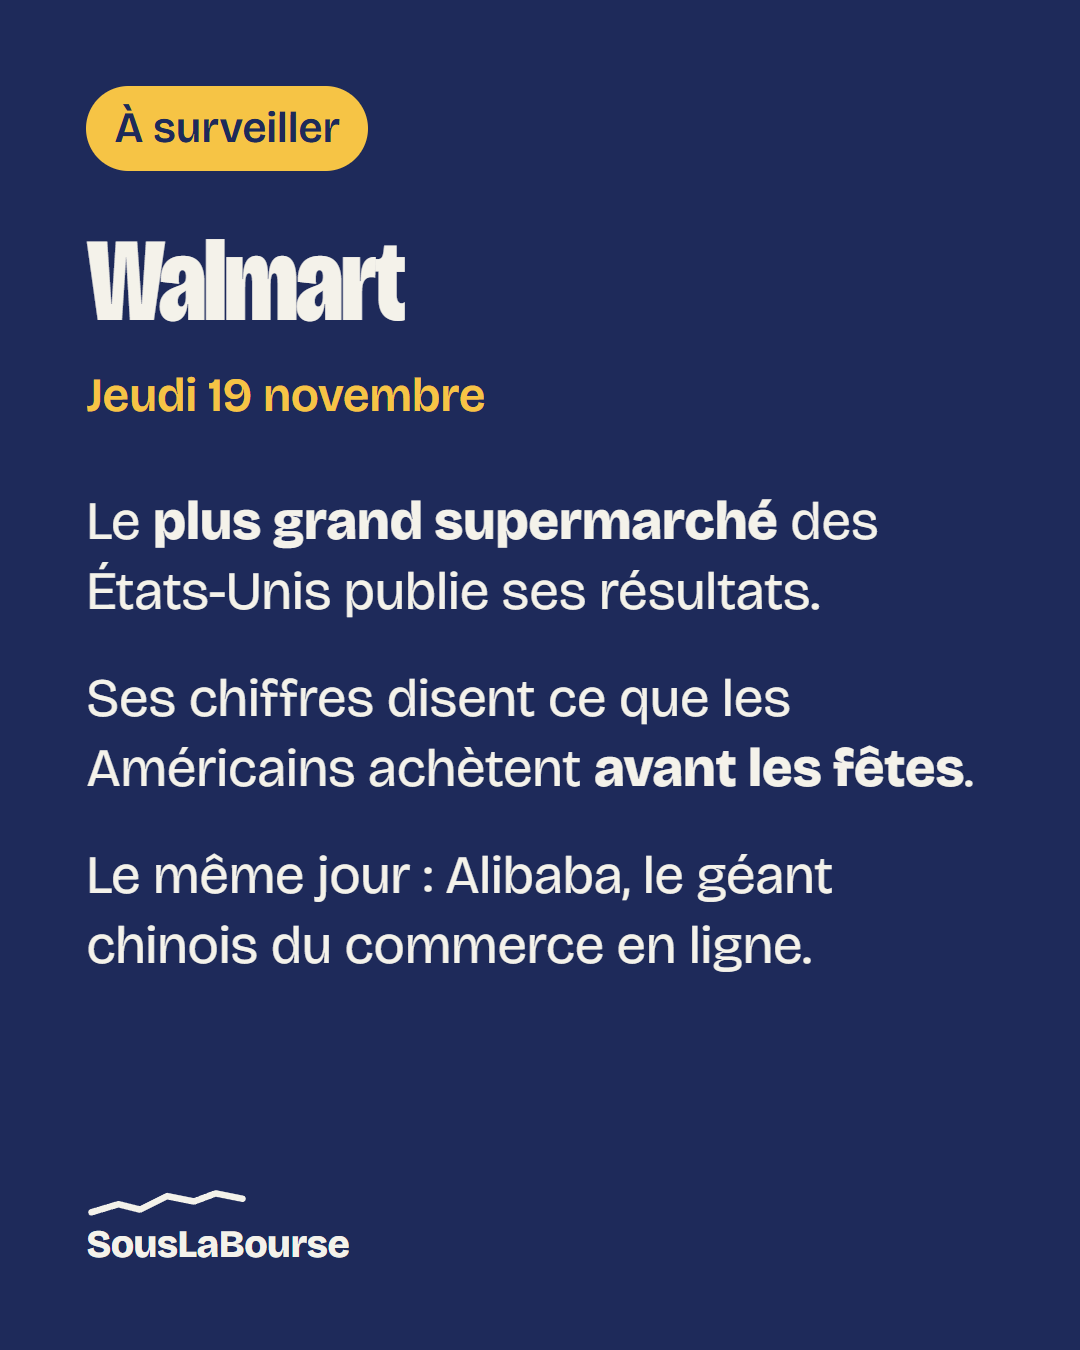 À surveiller
Walmart
Jeudi 19 novembre
Le plus grand supermarché des
États-Unis publie ses résultats.
Ses chiffres disent ce que les
Américains achètent avant les fêtes.
Le même jour : Alibaba, le géant
chinois du commerce en ligne.
SousLaBourse